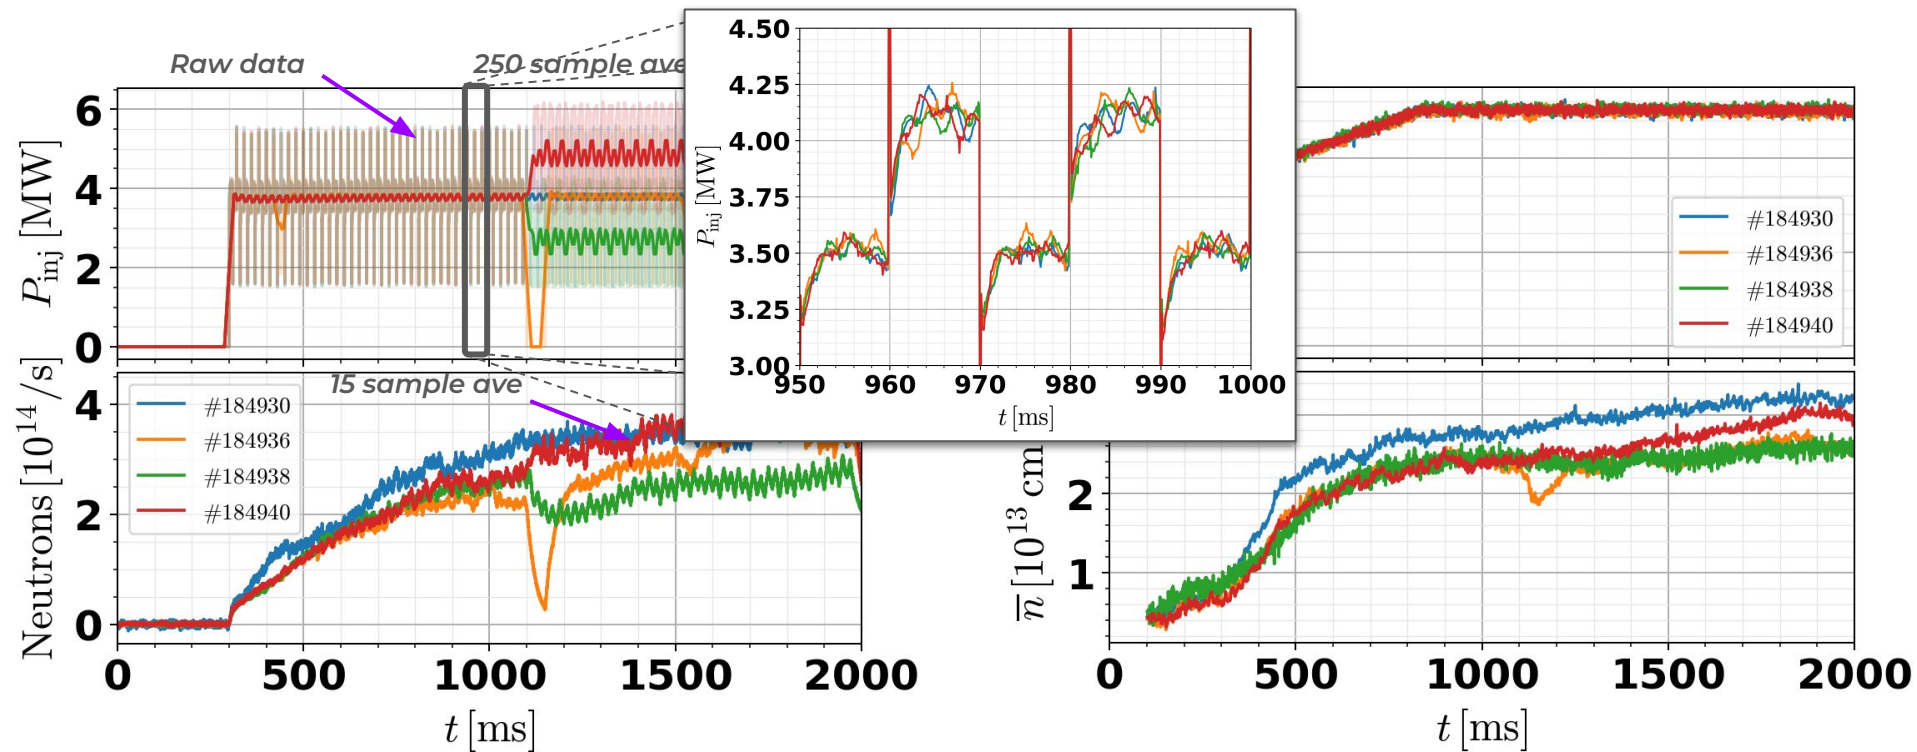 Raw data
250 sample ave
6
4
2
0
P_inj [MW]
4.50
4.25
4.00
3.75
3.50
3.25
3.00
P_inj [MW]
950 960 970 980 990 1000
t [ms]
#184930
#184936
#184938
#184940
15 sample ave
4
2
0
Neutrons [10^14/s]
#184930
#184936
#184938
#184940
0 500 1000 1500 2000
t [ms]
2
1
n̅ [10^13 cm
0 500 1000 1500 2000
t [ms]